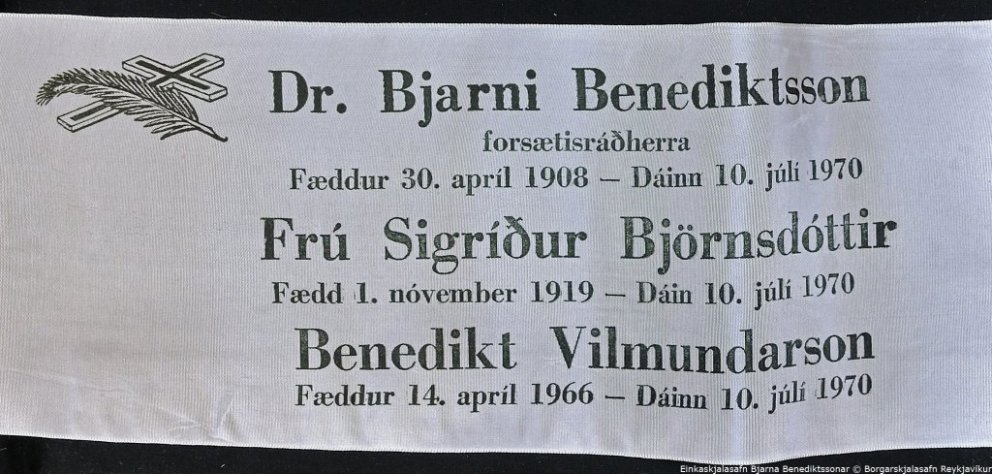 Dr. Bjarni Benediktsson
forsætisráðherra
Fæddur 30. apríl 1908 — Dáinn 10. júlí 1970
Frú Sigríður Björnsdóttir
Fædd 1. nóvember 1919 — Dáin 10. júlí 1970
Benedikt Vilmundarson
Fæddur 14. apríl 1966 — Dáinn 10. júlí 1970
Einkaskjalasafn Bjarna Benediktssonar © Borgarskjalasafn Reykjavíkur